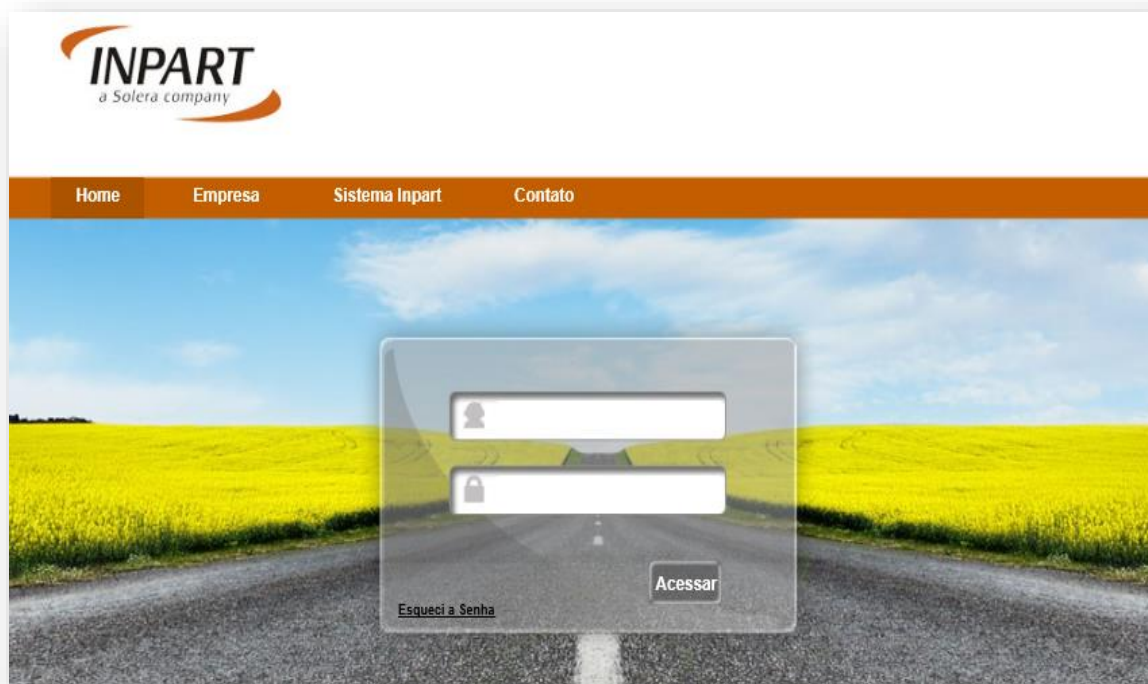 INPART
a Solera company
Home Empresa Sistema Inpart Contato
Acessar
Esqueci a Senha